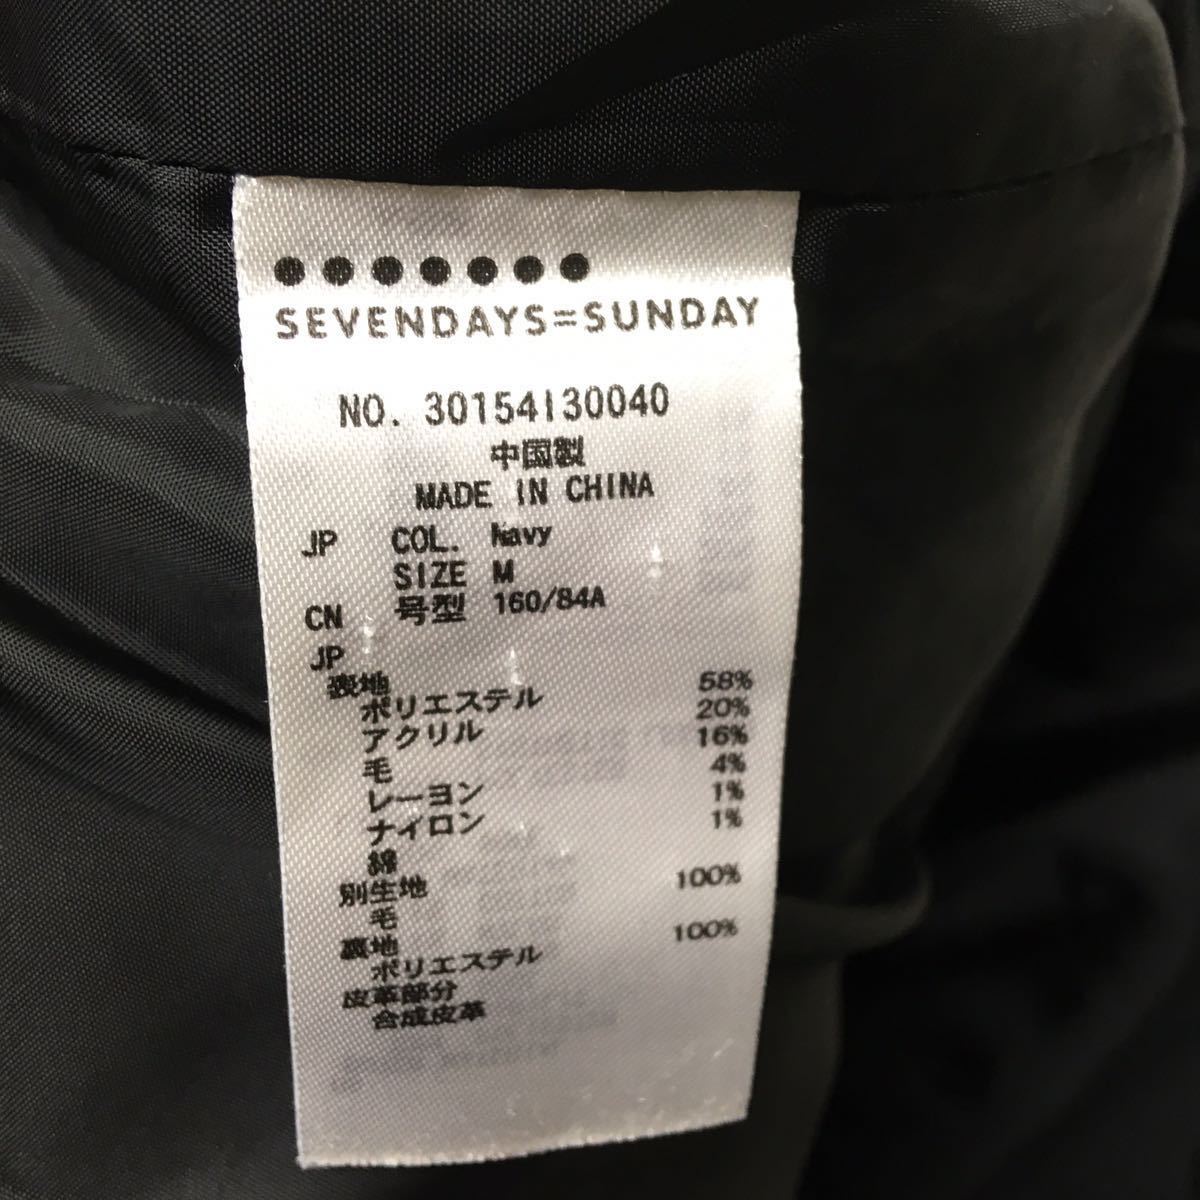 SEVENDAYS=SUNDAY
NO. 30154130040
中国製
MADE IN CHINA
JP COL. Navy
SIZE M
CN 号型 160/84A
JP
表地
ポリエステル 58%
アクリル 20%
毛 16%
レーヨン 4%
ナイロン 1%
綿 1%
別生地
毛 100%
裏地
ポリエステル 100%
皮革部分
合成皮革